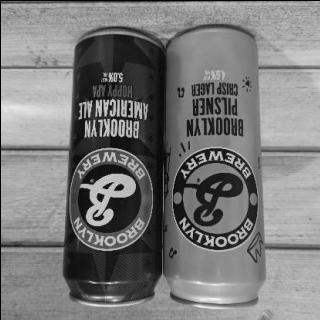 BROOKLYN
BREWERY
BROOKLYN
AMERICAN ALE
HOPPY APA
5.0%
BROOKLYN
BREWERY
BROOKLYN
PILSNER
CRISP LAGER
4.6%